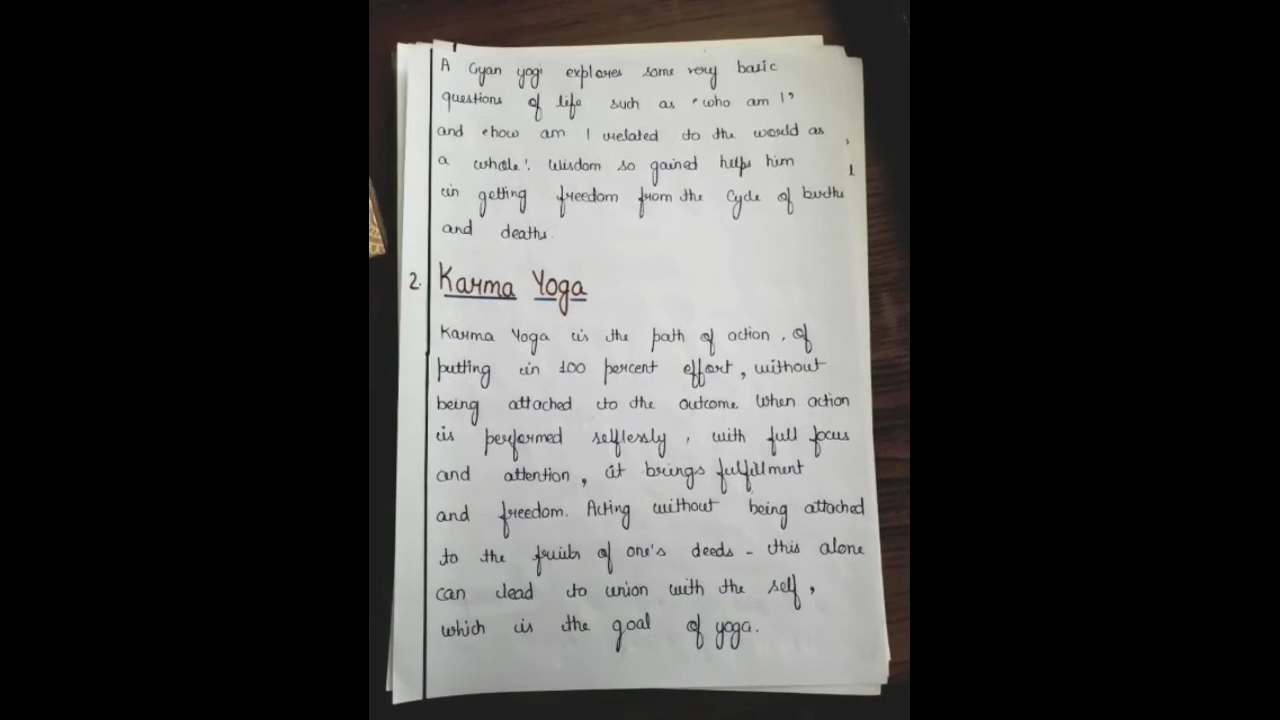 A Gyan yogi explores some very basic
questions of life such as 'who am I'
and 'how am I related to the world as
a whole'. Wisdom so gained helps him
in getting freedom from the cycle of births
and deaths.
2. Karma Yoga
Karma Yoga is the path of action, of
putting in 100 percent effort, without
being attached to the outcome When action
is performed selflessly, with full focus
and attention, it brings fulfillment
and freedom. Acting without being attached
to the fruits of one's deeds - this alone
can lead to union with the self,
which is the goal of yoga.